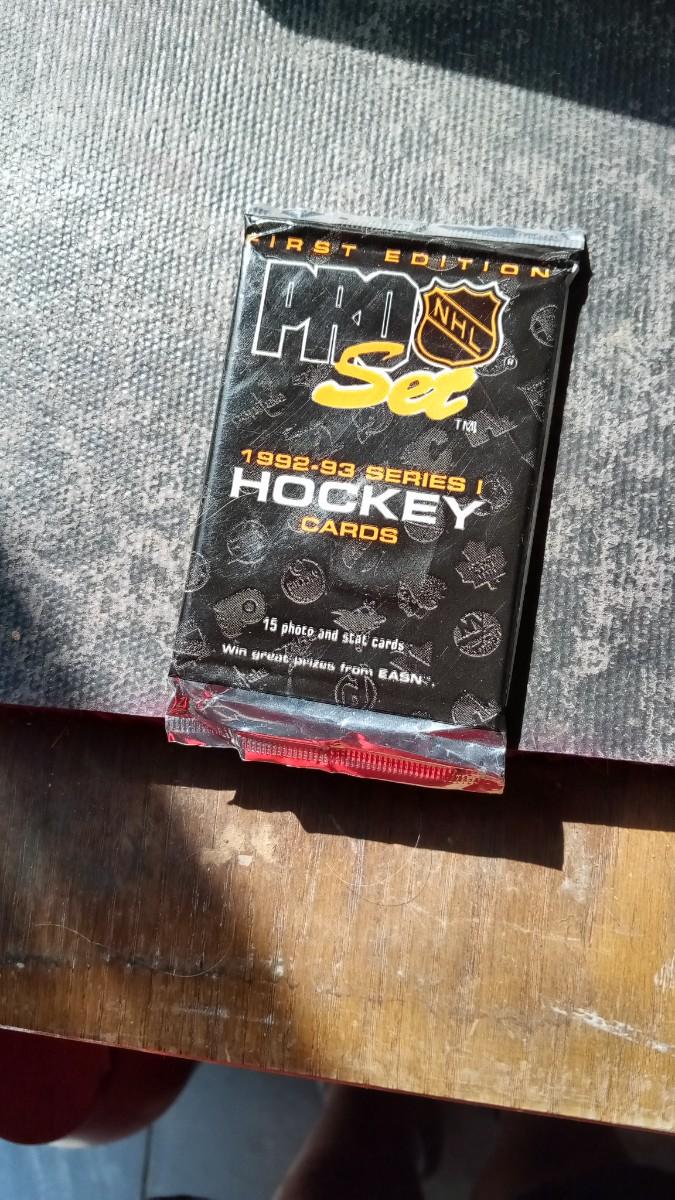 FIRST EDITION
PRO
NHL
®
Set
TM
1992-93 SERIES I
HOCKEY
CARDS
15 photo and stat cards
Win great prizes from EASN